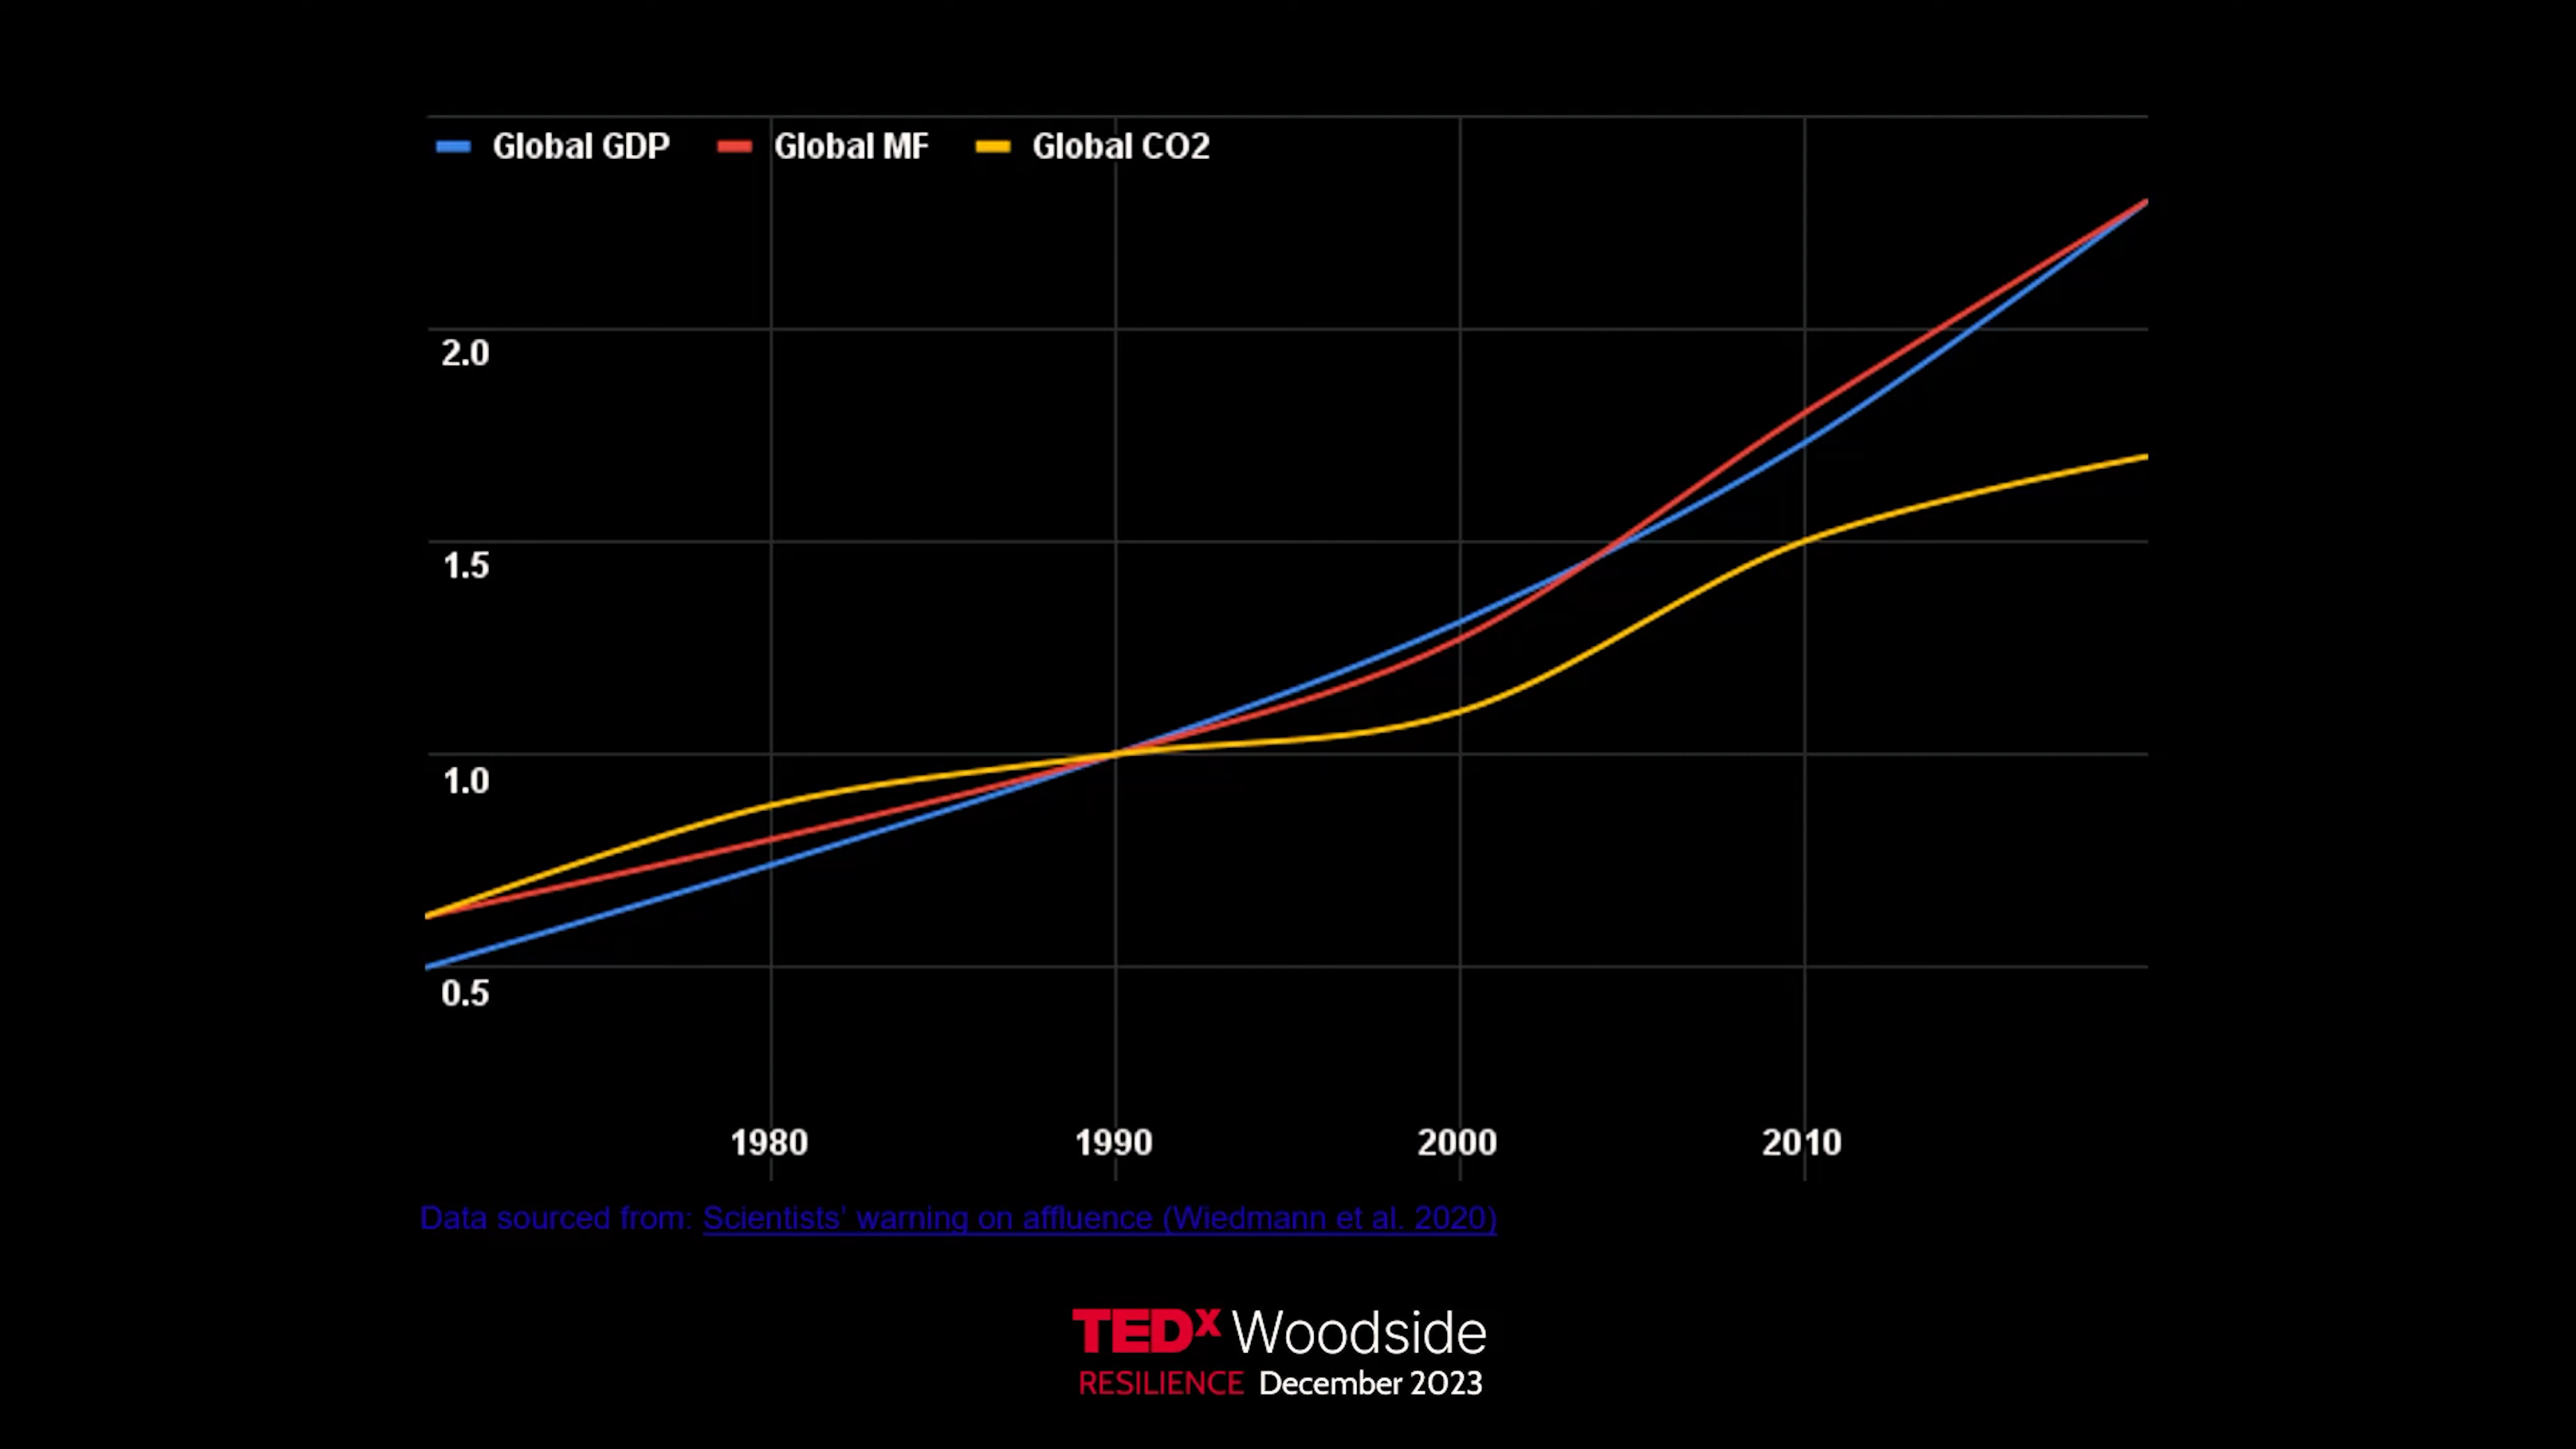 Global GDP Global MF Global CO2
2.0
1.5
1.0
0.5
1980 1990 2000 2010
Data sourced from: Scientists' warning on affluence (Wiedmann et al. 2020)
TEDx Woodside
RESILIENCE December 2023